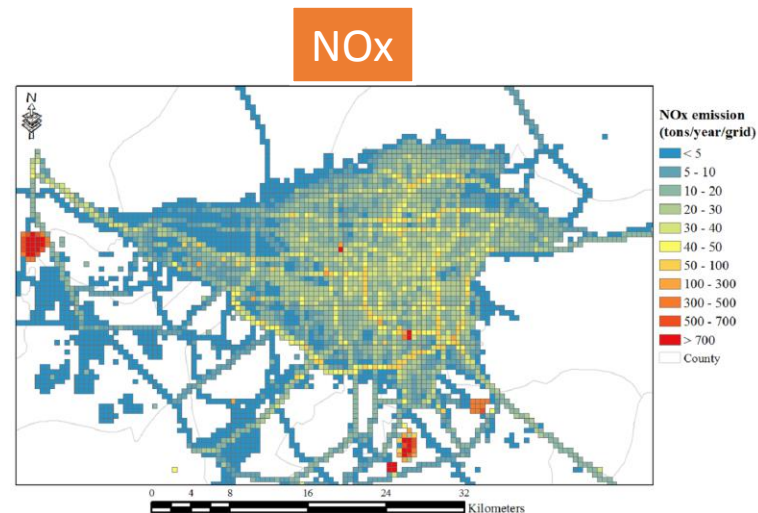 NOx
N
NOx emission
(tons/year/grid)
< 5
5 - 10
10 - 20
20 - 30
30 - 40
40 - 50
50 - 100
100 - 300
300 - 500
500 - 700
> 700
County
0 4 8 16 24 32
Kilometers